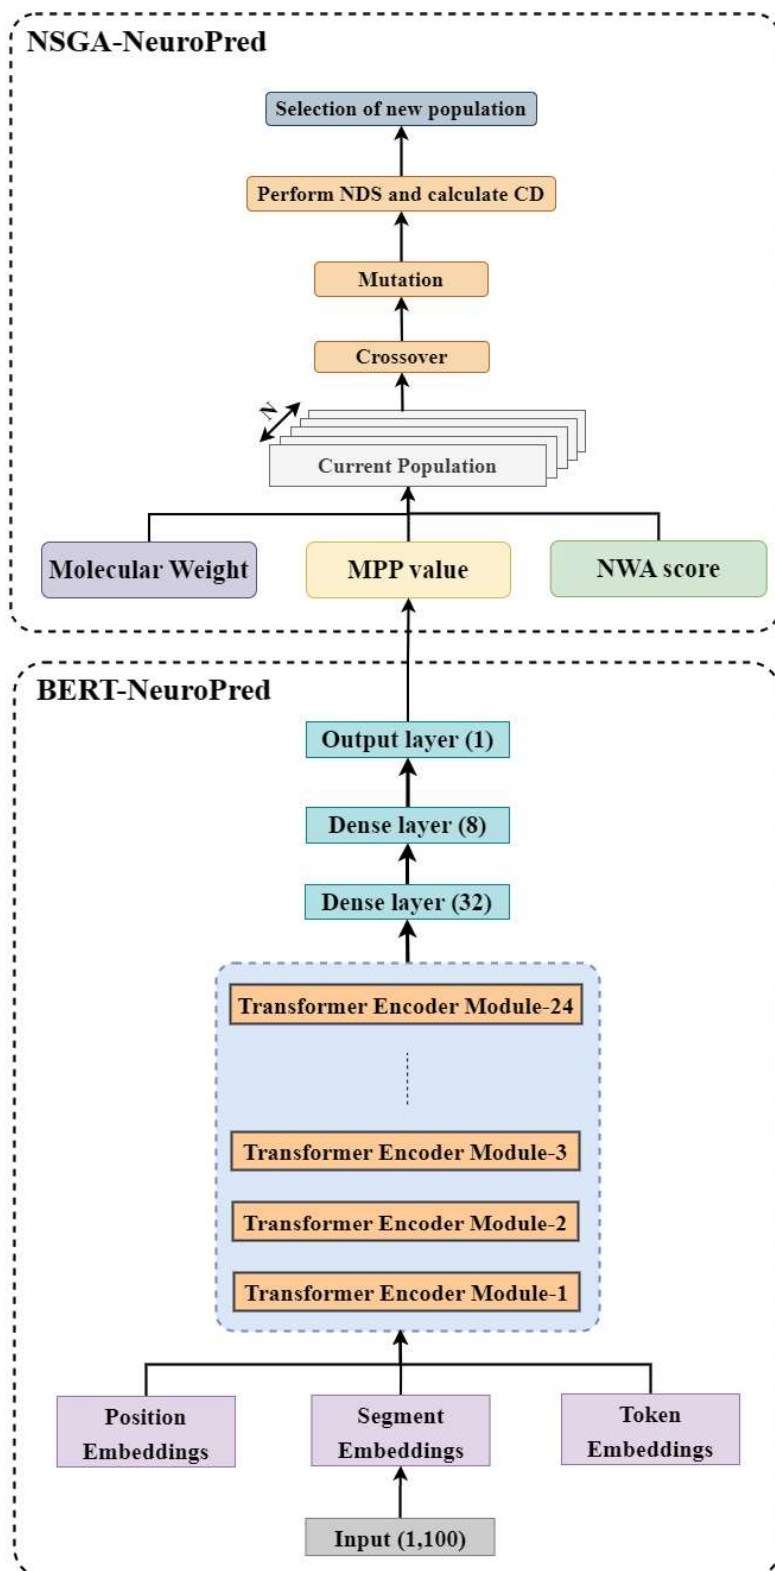 NSGA-NeuroPred
Selection of new population
Perform NDS and calculate CD
Mutation
Crossover
N
Current Population
Molecular Weight
MPP value
NWA score
BERT-NeuroPred
Output layer (1)
Dense layer (8)
Dense layer (32)
Transformer Encoder Module-24
Transformer Encoder Module-3
Transformer Encoder Module-2
Transformer Encoder Module-1
Position
Embeddings
Segment
Embeddings
Token
Embeddings
Input (1,100)